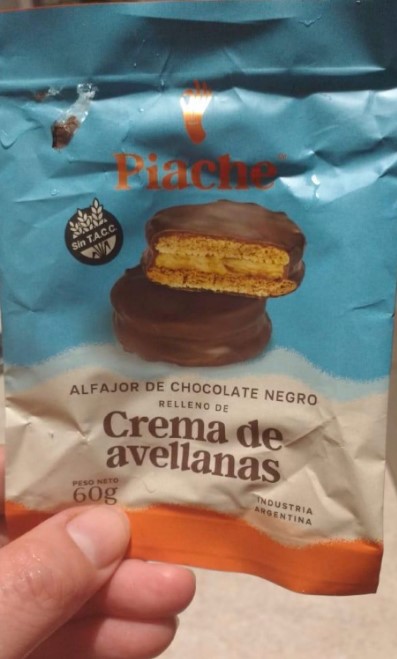 Piache
Sin T.A.C.C.
ALFAJOR DE CHOCOLATE NEGRO
RELLENO DE
Crema de
avellanas
PESO NETO
60g
INDUSTRIA
ARGENTINA